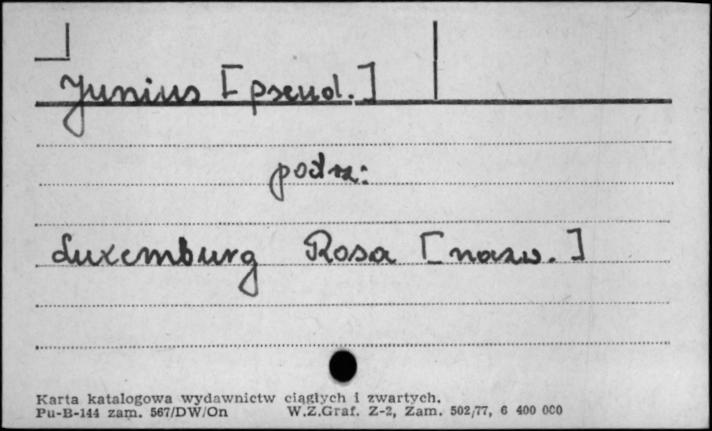 Junius [pseud.]
patrz:
Luxemburg Rosa [nazw.]
Karta katalogowa wydawnictw ciągłych i zwartych.
Pu-B-144 zam. 567/DW/On W.Z.Graf. Z-2, Zam. 502/77, 6 400 000